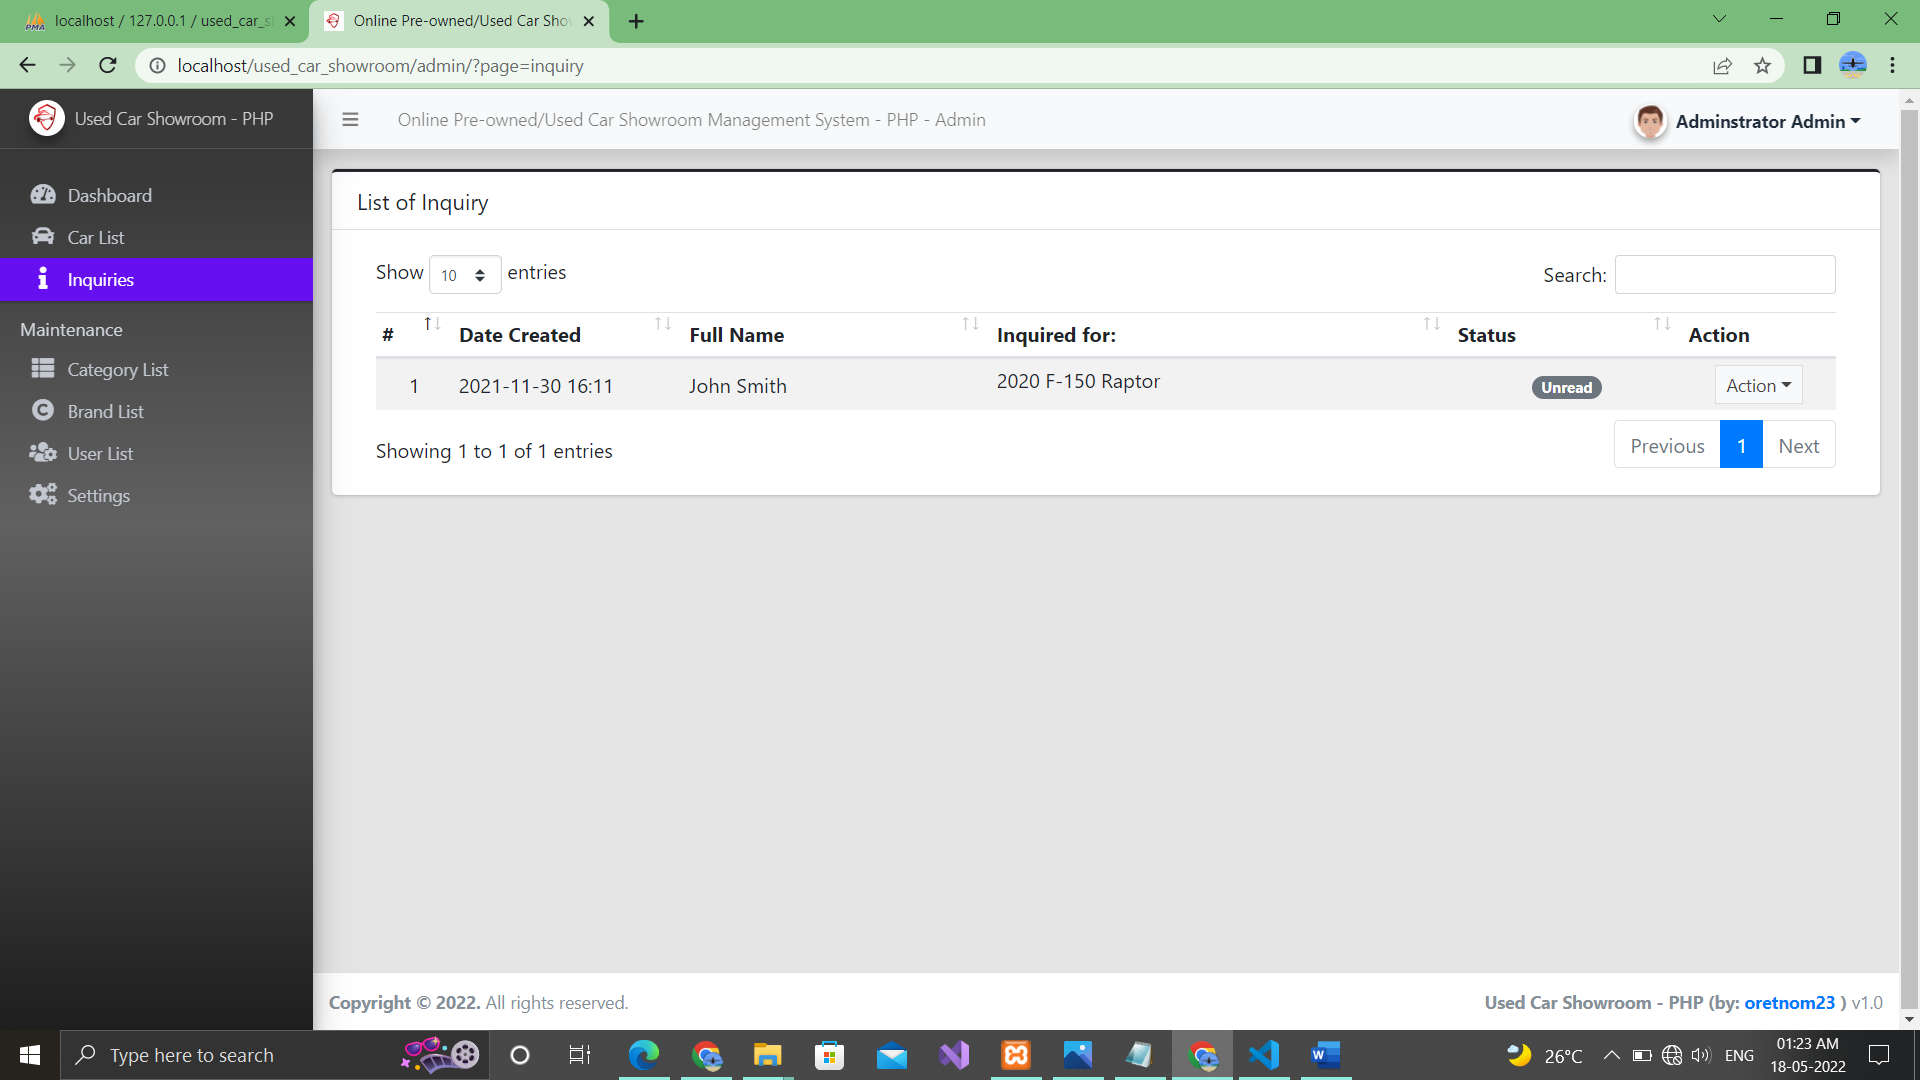 localhost / 127.0.0.1 / used_car_s
Online Pre-owned/Used Car Sho
localhost/used_car_showroom/admin/?page=inquiry
Used Car Showroom - PHP
Online Pre-owned/Used Car Showroom Management System - PHP - Admin
Adminstrator Admin
Dashboard
Car List
Inquiries
Maintenance
Category List
Brand List
User List
Settings
List of Inquiry
Show 10 entries
Search:
# Date Created Full Name Inquired for: Status Action
1 2021-11-30 16:11 John Smith 2020 F-150 Raptor Unread Action
Showing 1 to 1 of 1 entries
Previous 1 Next
Copyright © 2022. All rights reserved.
Used Car Showroom - PHP (by: oretnom23 ) v1.0
Type here to search
26°C
ENG
01:23 AM
18-05-2022